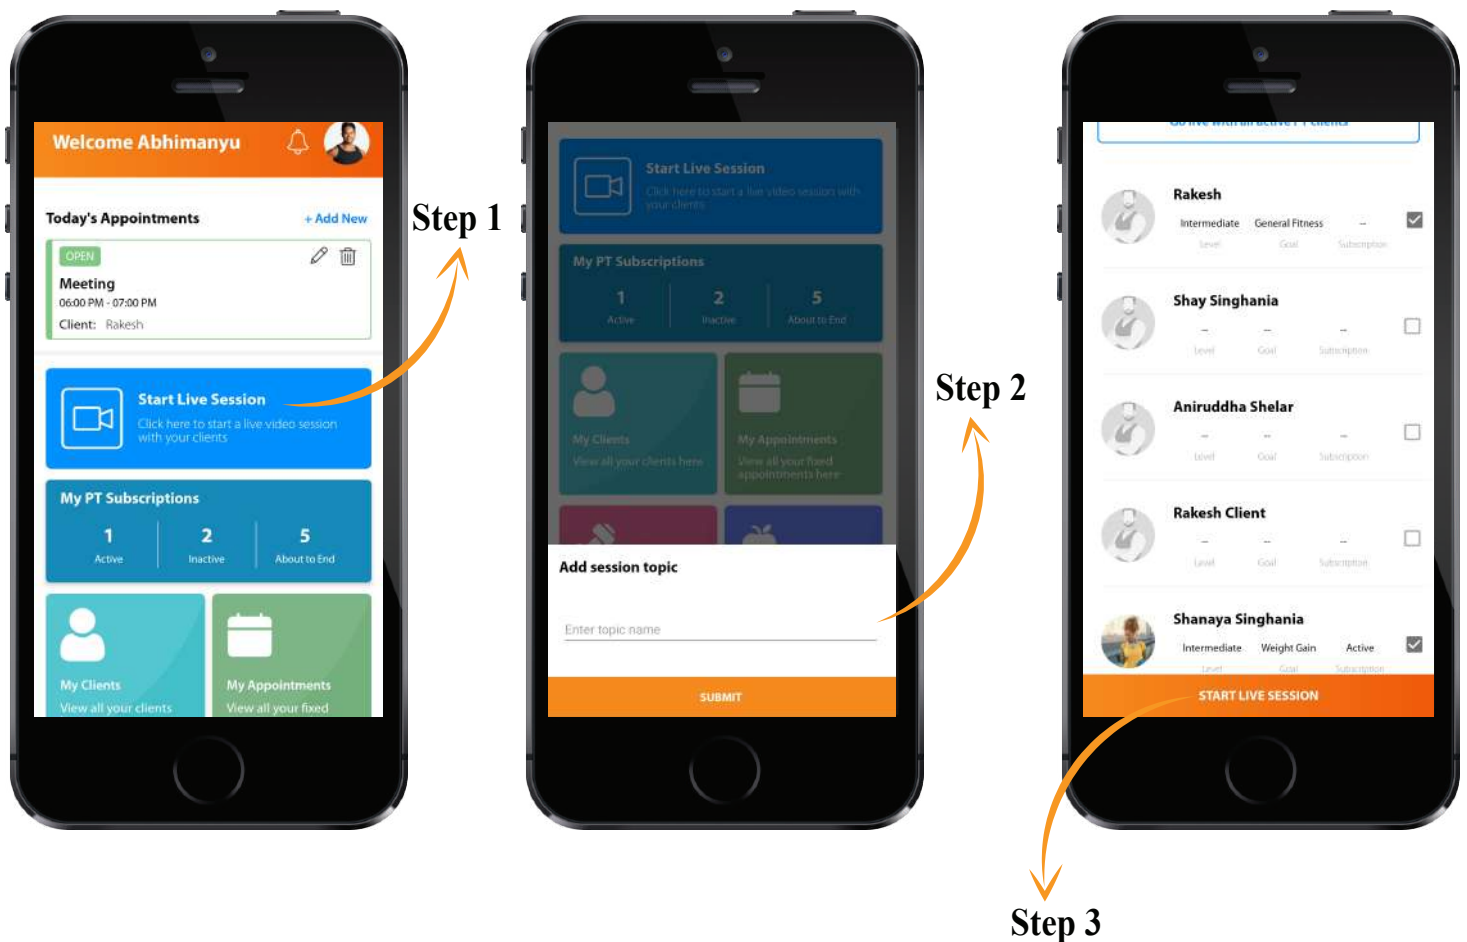 Welcome Abhimanyu
Today's Appointments
+ Add New
OPEN
Meeting
06:00 PM - 07:00 PM
Client: Rakesh
Start Live Session
Click here to start a live video session
with your clients
My PT Subscriptions
1 2 5
Active Inactive About to End
My Clients
View all your clients
My Appointments
View all your fixed
Step 1
Start Live Session
Click here to start a live video session with
your clients
My PT Subscriptions
1 2 5
Active Inactive About to End
My Clients
View all your clients here
My Appointments
View all your fixed
appointments here
Add session topic
Enter topic name
SUBMIT
Step 2
Go live with all active PT clients
Rakesh
Intermediate General Fitness --
Level Goal Subscription
Shay Singhania
-- -- --
Level Goal Subscription
Aniruddha Shelar
-- -- --
Level Goal Subscription
Rakesh Client
-- -- --
Level Goal Subscription
Shanaya Singhania
Intermediate Weight Gain Active
Level Goal Subscription
START LIVE SESSION
Step 3